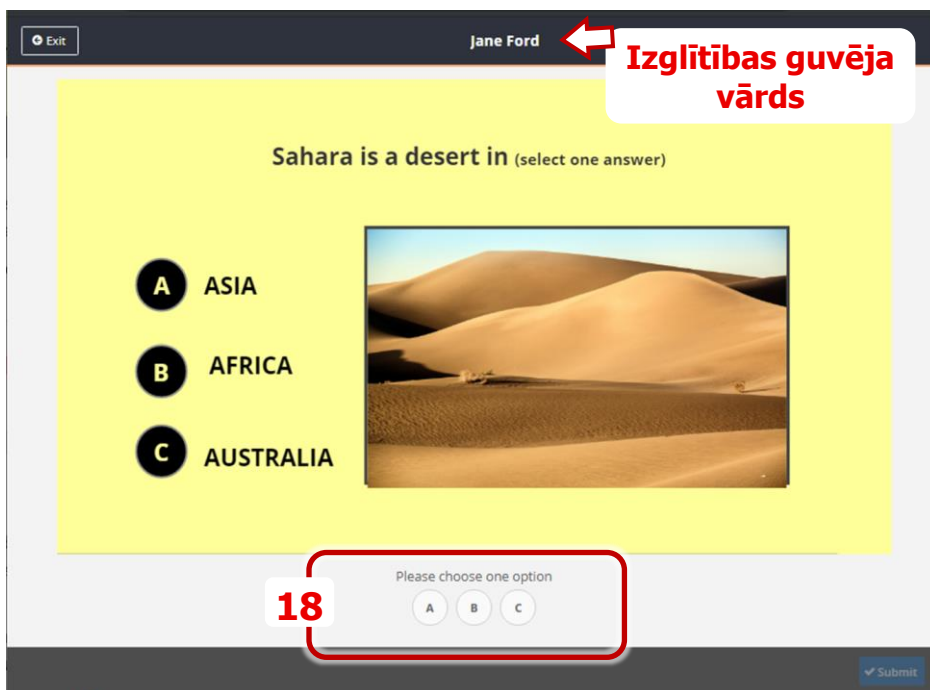 Exit
Jane Ford
Izglītības guvēja
vārds
Sahara is a desert in (select one answer)
A ASIA
B AFRICA
C AUSTRALIA
Please choose one option
18
A B C
Submit